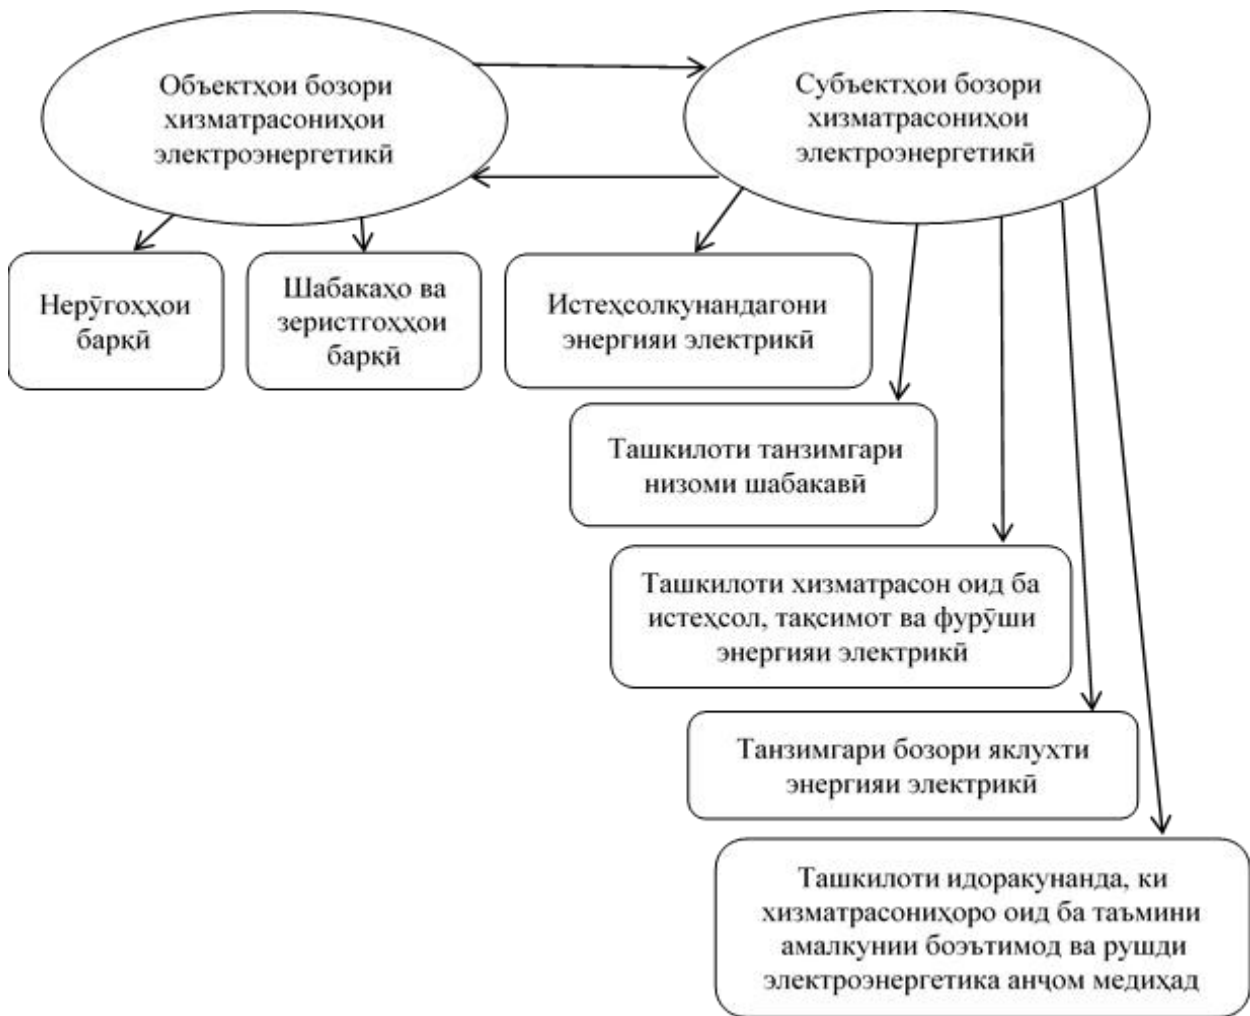 Объектҳои бозори
хизматрасониҳои
электроэнергетикӣ
Субъектҳои бозори
хизматрасониҳои
электроэнергетикӣ
Нерӯгоҳҳои
барқӣ
Шабакаҳо ва
зеристгоҳҳои
барқӣ
Истеҳсолкунандагони
энергияи электрикӣ
Ташкилоти танзимгари
низоми шабакавӣ
Ташкилоти хизматрасон оид ба
истеҳсол, тақсимот ва фурӯши
энергияи электрикӣ
Танзимгари бозори яклухти
энергияи электрикӣ
Ташкилоти идоракунанда, ки
хизматрасониҳоро оид ба таъмини
амалкунии боэътимод ва рушди
электроэнергетика анҷом медиҳад